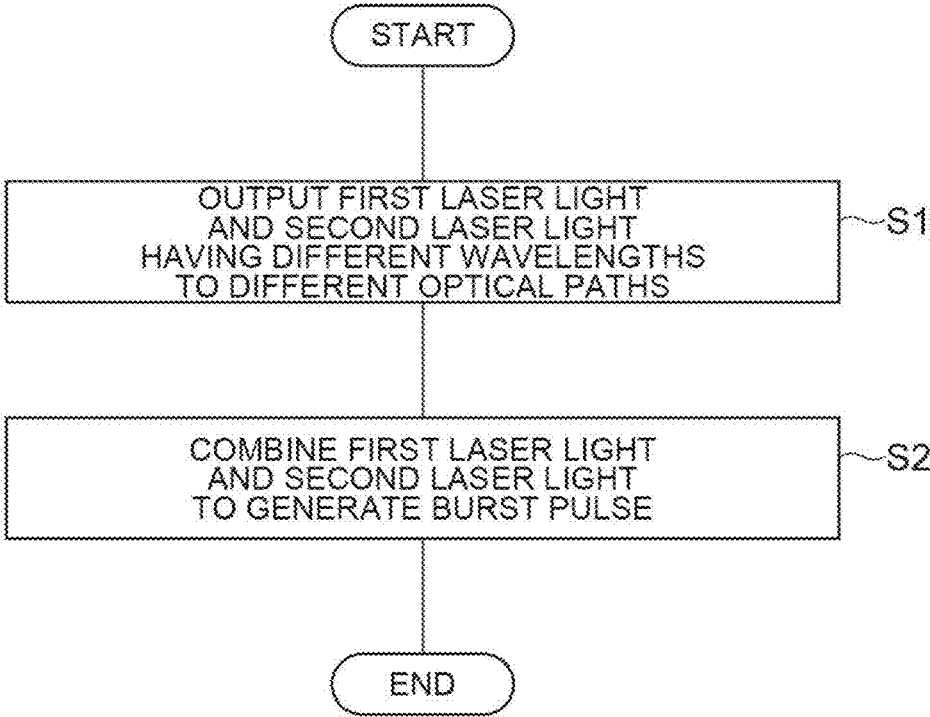 START
OUTPUT FIRST LASER LIGHT
AND SECOND LASER LIGHT
HAVING DIFFERENT WAVELENGTHS
TO DIFFERENT OPTICAL PATHS
S1
COMBINE FIRST LASER LIGHT
AND SECOND LASER LIGHT
TO GENERATE BURST PULSE
S2
END